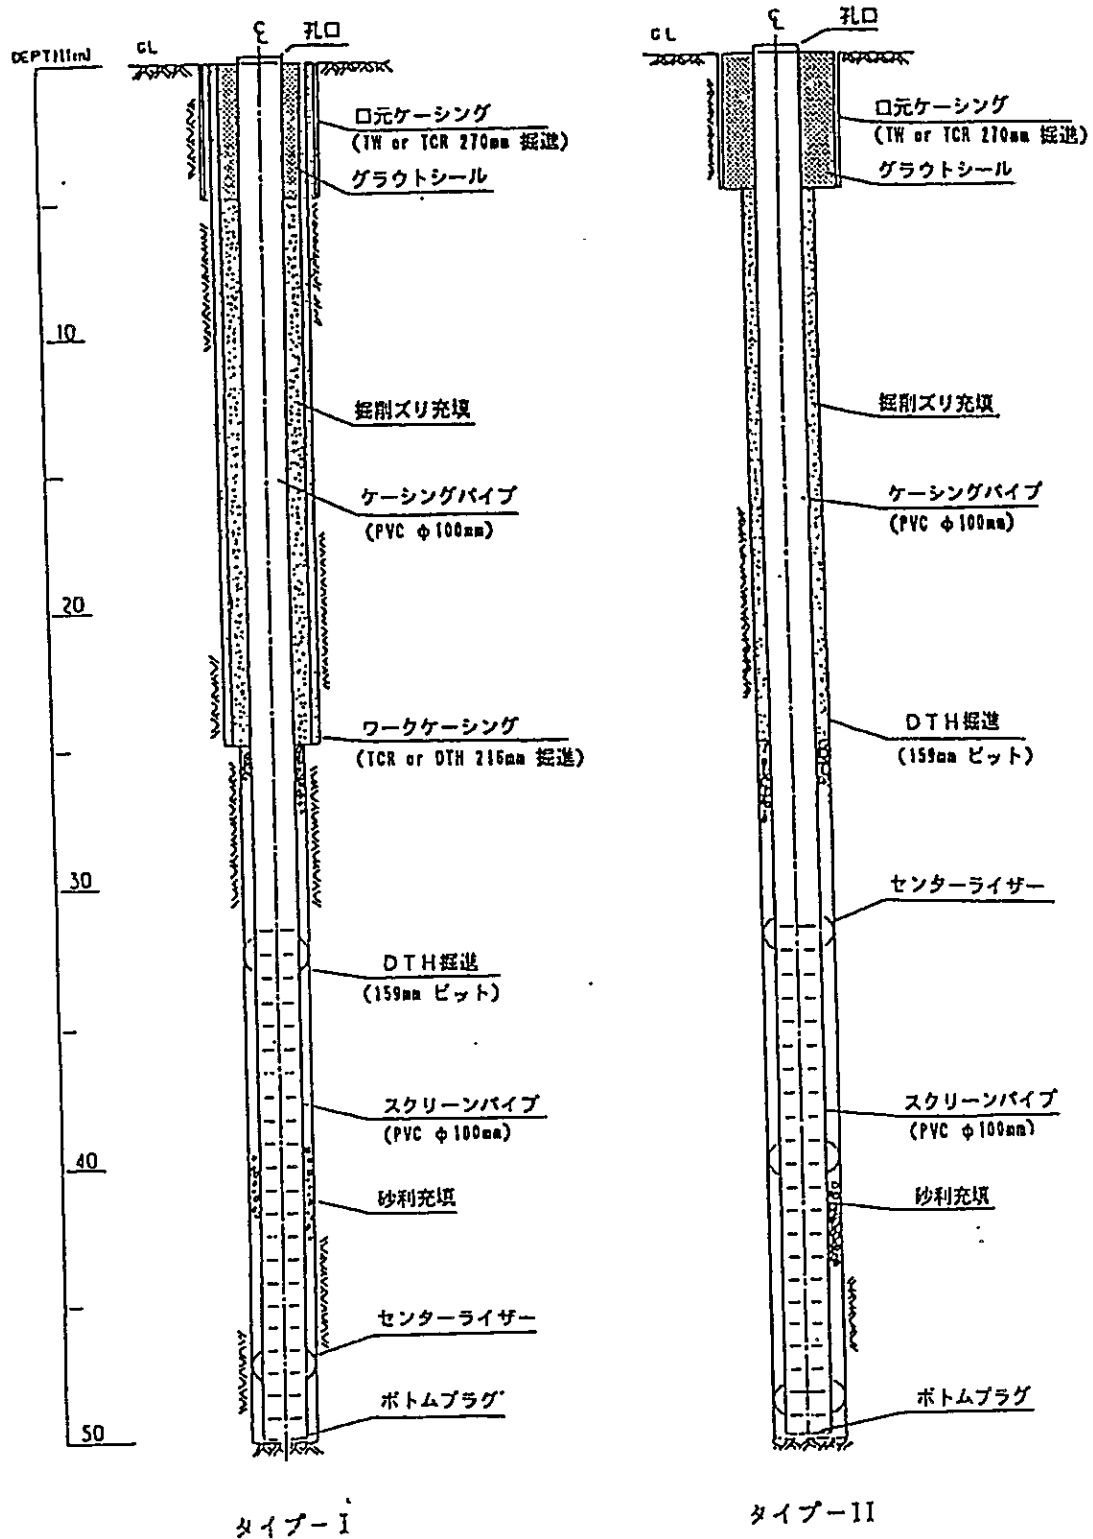 DEPTH(m)
10
20
30
40
50
GL
℄
孔口
口元ケーシング
(TW or TCR 270mm 掘進)
グラウトシール
掘削ズリ充填
ケーシングパイプ
(PVC φ100mm)
ワークケーシング
(TCR or DTH 216mm 掘進)
DTH掘進
(159mm ビット)
スクリーンパイプ
(PVC φ100mm)
砂利充填
センターライザー
ボトムプラグ
タイプーI
GL
℄
孔口
口元ケーシング
(TW or TCR 270mm 掘進)
グラウトシール
掘削ズリ充填
ケーシングパイプ
(PVC φ100mm)
DTH掘進
(159mm ビット)
センターライザー
スクリーンパイプ
(PVC φ100mm)
砂利充填
ボトムプラグ
タイプーII